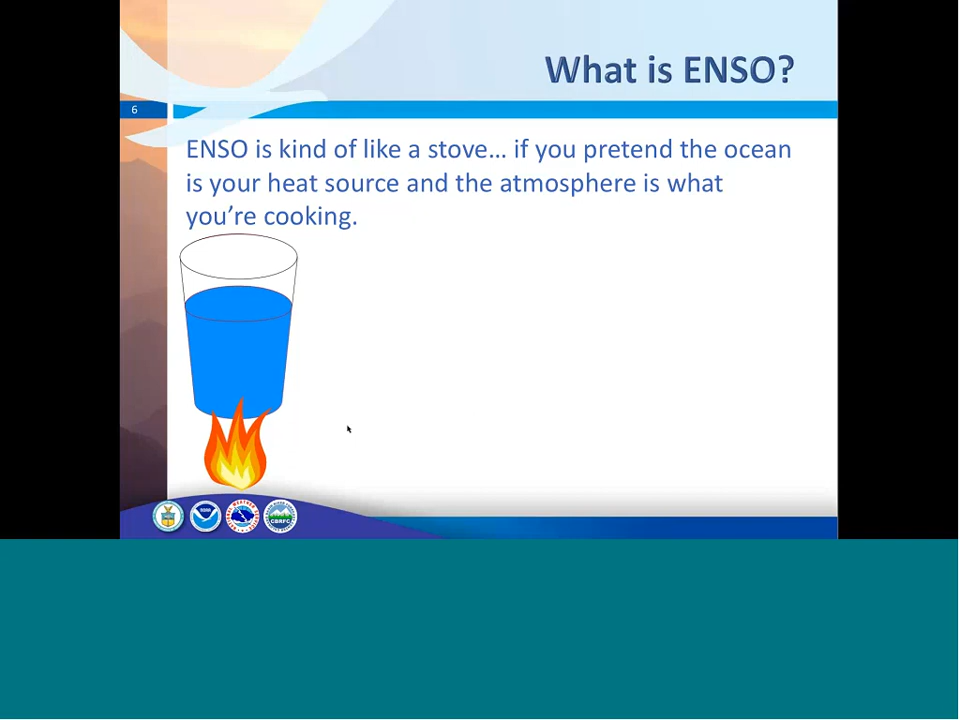 What is ENSO?
6
ENSO is kind of like a stove… if you pretend the ocean
is your heat source and the atmosphere is what
you’re cooking.
CBRFC